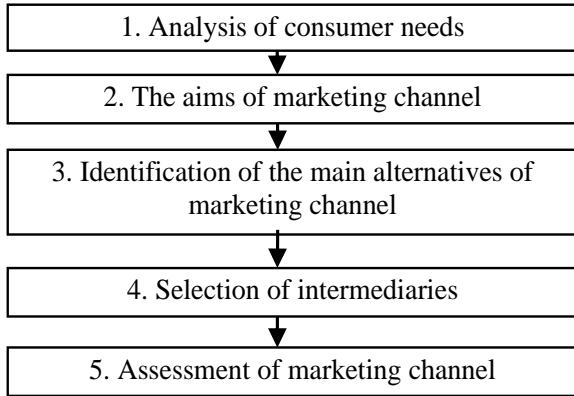 1. Analysis of consumer needs
2. The aims of marketing channel
3. Identification of the main alternatives of
marketing channel
4. Selection of intermediaries
5. Assessment of marketing channel